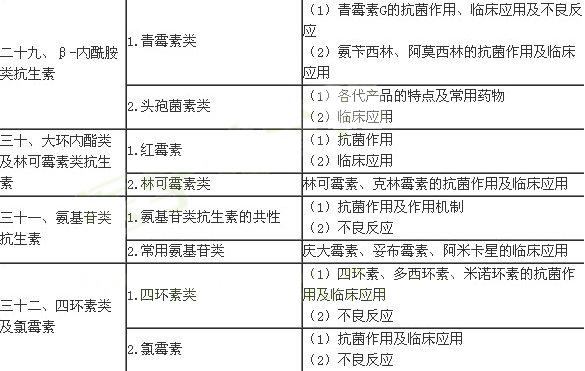 二十九、β-内酰胺
类抗生素
1.青霉素类
（1）青霉素G的抗菌作用、临床应用及不良反
应
（2）氨苄西林、阿莫西林的抗菌作用及临床
应用
2.头孢菌素类
（1）各代产品的特点及常用药物
（2）临床应用
三十、大环内酯类
及林可霉素类抗生
素
1.红霉素
（1）抗菌作用
（2）临床应用
2.林可霉素类
林可霉素、克林霉素的抗菌作用及临床应用
三十一、氨基苷类
抗生素
1.氨基苷类抗生素的共性
（1）抗菌作用及作用机制
（2）不良反应
2.常用氨基苷类
庆大霉素、妥布霉素、阿米卡星的临床应用
三十二、四环素类
及氯霉素
1.四环素类
（1）四环素、多西环素、米诺环素的抗菌作
用及临床应用
（2）不良反应
2.氯霉素
（1）抗菌作用及临床应用
（2）不良反应